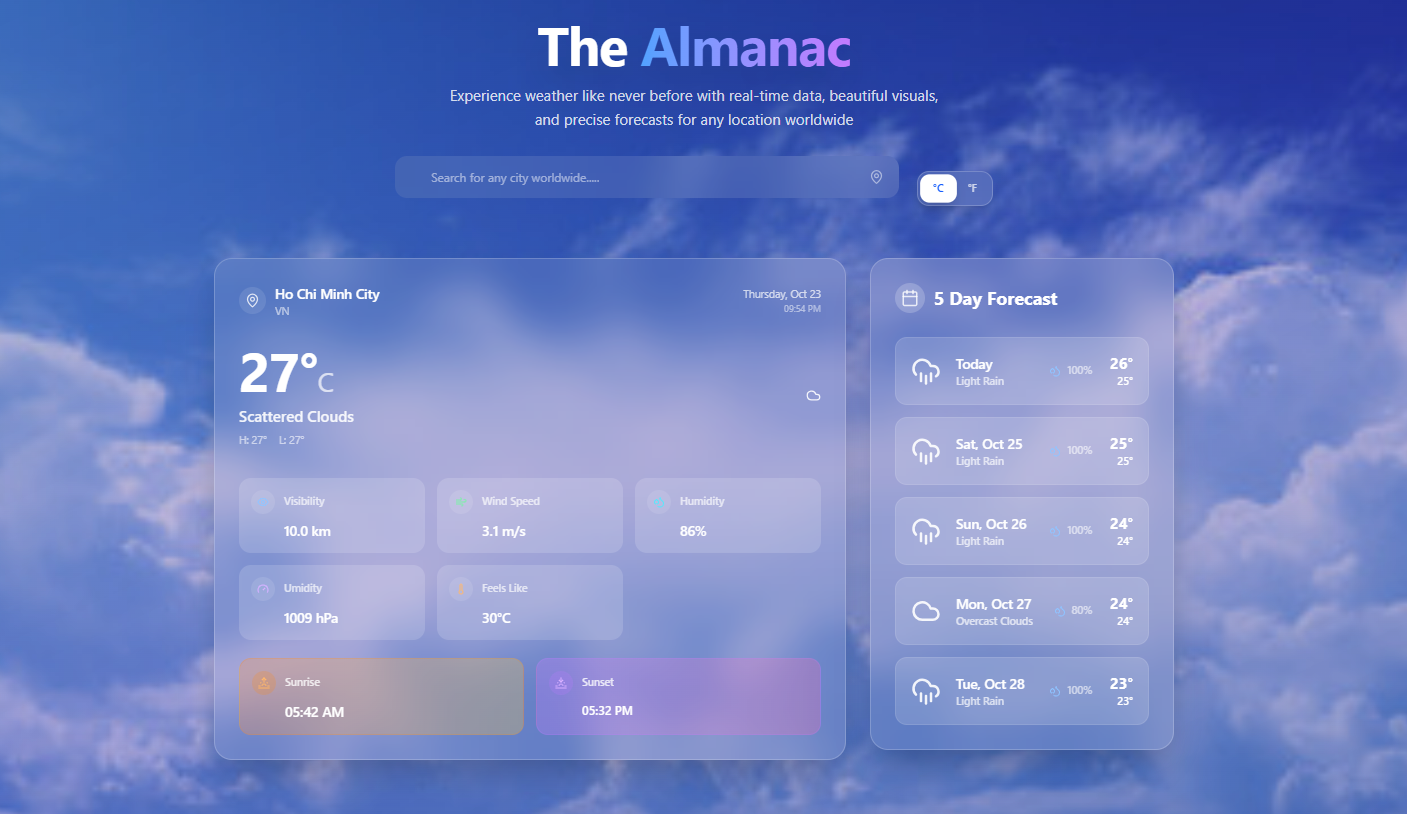 The Almanac
Experience weather like never before with real-time data, beautiful visuals,
and precise forecasts for any location worldwide
Search for any city worldwide.....
°C °F
Ho Chi Minh City
VN
Thursday, Oct 23
09:54 PM
27°C
Scattered Clouds
H: 27° L: 27°
Visibility
10.0 km
Wind Speed
3.1 m/s
Humidity
86%
Umidity
1009 hPa
Feels Like
30°C
Sunrise
05:42 AM
Sunset
05:32 PM
5 Day Forecast
Today
Light Rain
100%
26°
25°
Sat, Oct 25
Light Rain
100%
25°
25°
Sun, Oct 26
Light Rain
100%
24°
24°
Mon, Oct 27
Overcast Clouds
80%
24°
24°
Tue, Oct 28
Light Rain
100%
23°
23°